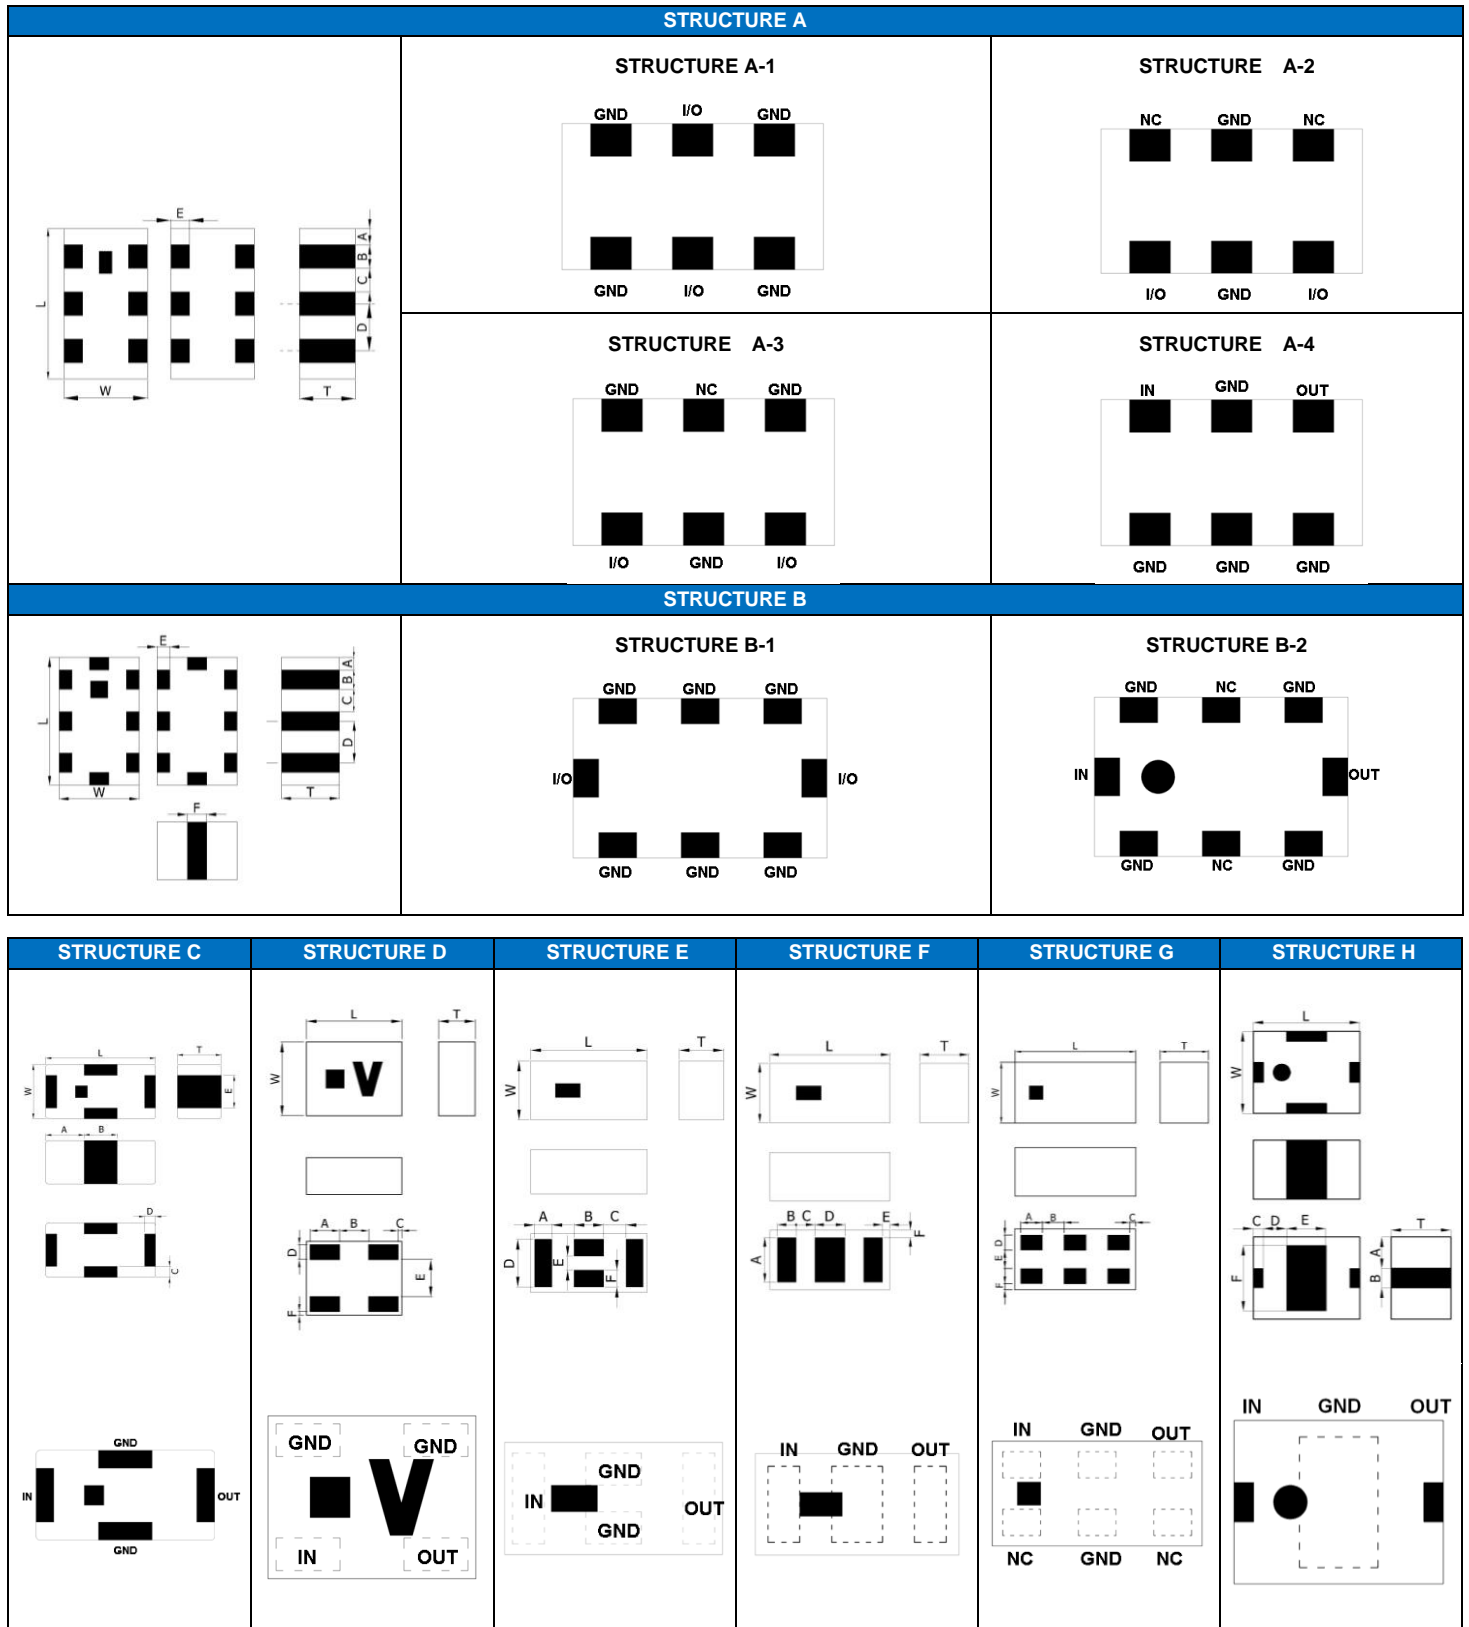 STRUCTURE A
STRUCTURE A-1
GND I/O GND
GND I/O GND
STRUCTURE A-2
NC GND NC
I/O GND I/O
E
L
W
T
A
B
C
D
STRUCTURE A-3
GND NC GND
I/O GND I/O
STRUCTURE A-4
IN GND OUT
GND GND GND
STRUCTURE B
E
L
W
T
A
B
C
D
F
STRUCTURE B-1
GND GND GND
I/O I/O
GND GND GND
STRUCTURE B-2
GND NC GND
IN OUT
GND NC GND
STRUCTURE C
L T
W E
A B
D
C
GND
IN OUT
GND
STRUCTURE D
L T
W
A B C
D
E
F
GND GND
IN OUT
V
STRUCTURE E
L T
W
A B C
D E F
GND
IN OUT
GND
STRUCTURE F
L T
W
B C D E
F
A
IN GND OUT
STRUCTURE G
L T
W
A B C
D
E
F
IN GND OUT
NC GND NC
STRUCTURE H
L
W
C D E T
F A
B
IN GND OUT